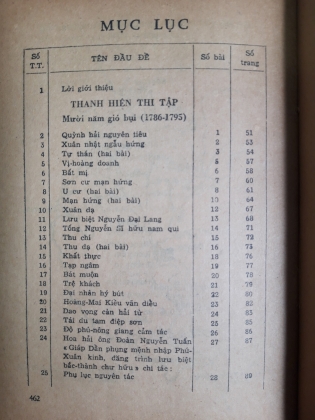 MỤC LỤC
Số T.T. TÊN ĐẦU ĐỀ Số bài Số trang
1 Lời giới thiệu
THANH HIÊN THI TẬP
Mười năm gió bụi (1786-1795)
2 Quỳnh hải nguyên tiêu 1 51
3 Xuân nhật ngẫu hứng 2 53
4 Tự thán (hai bài) 3 54
5 Vị-hoàng doanh 5 57
6 Bất mị 6 58
7 Sơn cư mạn hứng 7 60
8 U cư (hai bài) 8 61
9 Mạn hứng (hai bài) 10 64
10 Xuân dạ 12 67
11 Lưu biệt Nguyễn Đại Lang 13 68
12 Tống Nguyễn Sĩ hữu nam qui 14 71
13 Thu chí 15 72
14 Thu dạ (hai bài) 16 73
15 Khất thực 18 76
16 Tạp ngâm 19 77
17 Bát muộn 20 78
18 Trệ khách 21 79
19 Đại nhân hý bút 22 80
20 Hoàng-Mai Kiều vãn diểu 23 82
21 Dao vọng càn hải từ 24 83
22 Tái du tam điệp sơn 25 85
23 Độ phú-nông giang cảm tác 26 86
24 Hoạ hải ông Đoàn Nguyễn Tuấn 27 87
« Giáp Dần phụng mệnh nhập Phú-
Xuân kinh, đăng trình lưu biệt
bắc-thành chư hữu » chi tác:
25 Phụ lục nguyên tác 28 89
462